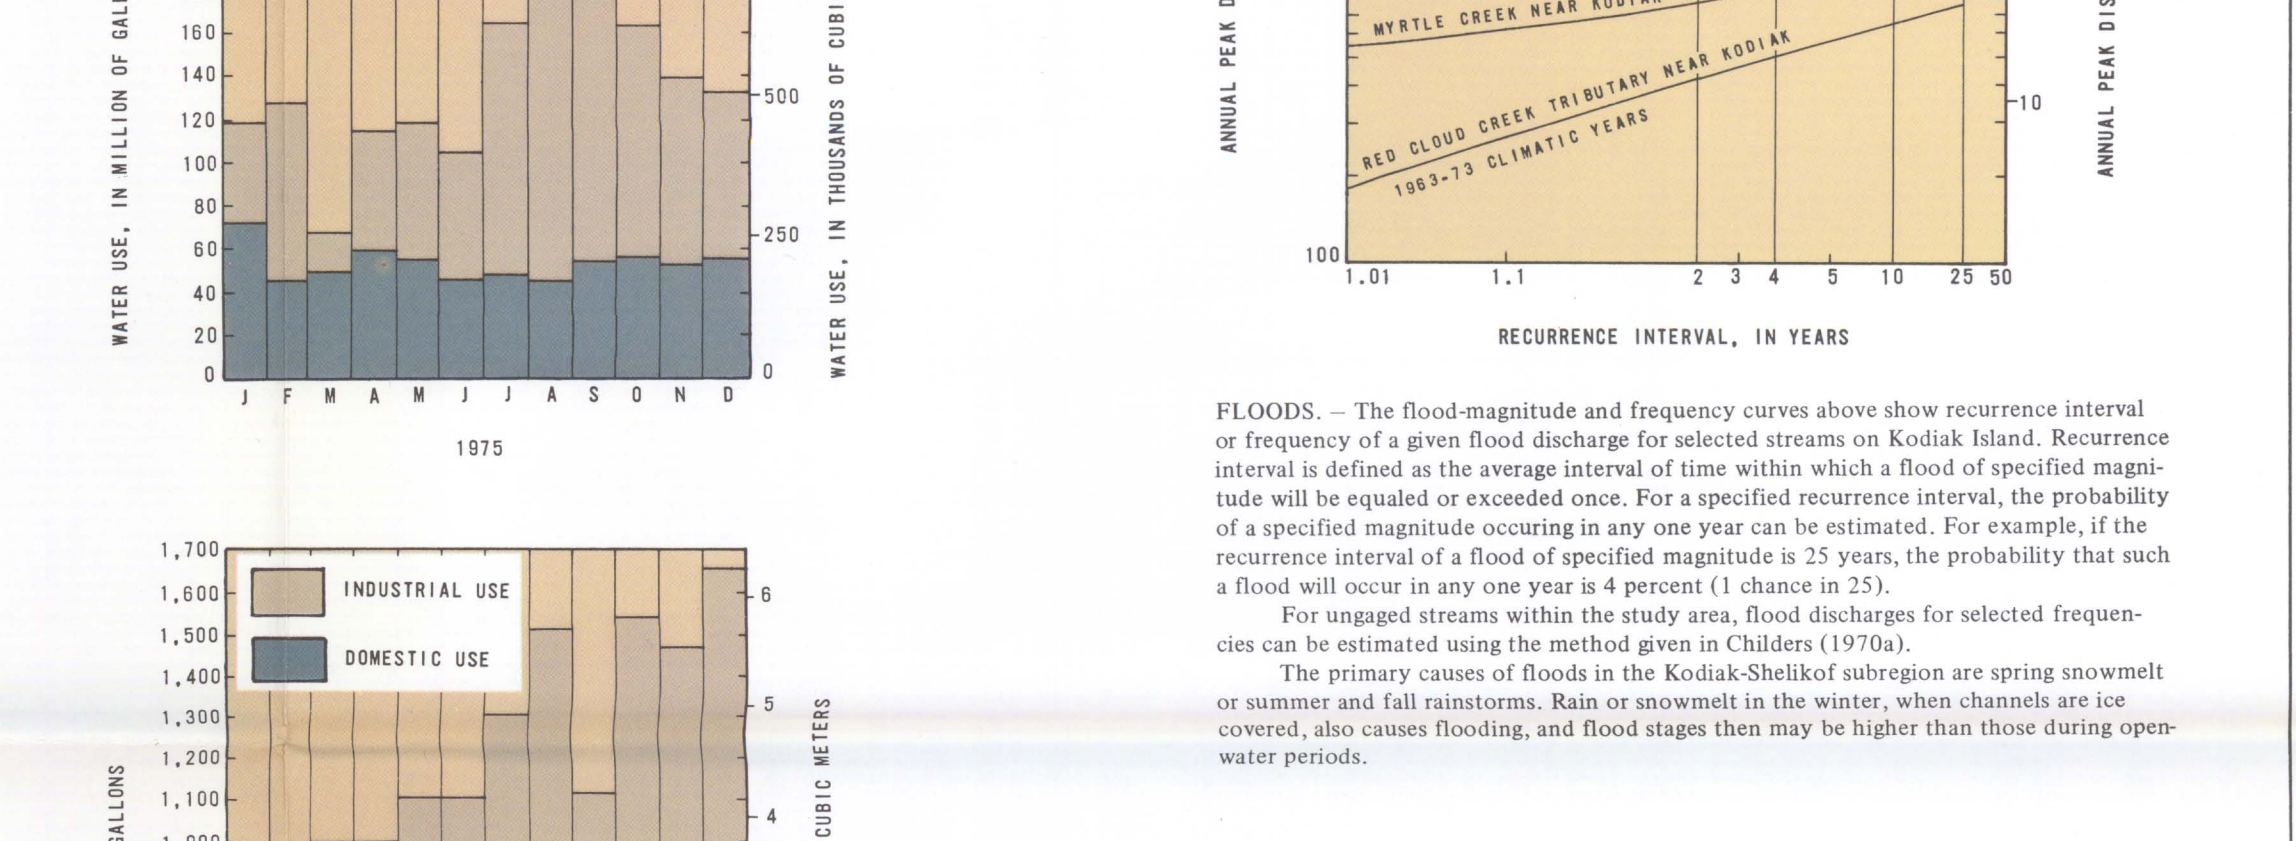 WATER USE, IN MILLION OF
160
140
120
100
80
60
40
20
0
500
250
0
WATER USE, IN THOUSANDS OF
J F M A M J J A S O N D
1975
1,700
1,600
1,500
1,400
1,300
1,200
1,100
INDUSTRIAL USE
DOMESTIC USE
6
5
4
GALLONS
CUBIC METERS
ANNUAL PEAK
MYRTLE CREEK NEAR KODIAK
RED CLOUD CREEK TRIBUTARY NEAR KODIAK
1963-73 CLIMATIC YEARS
100
10
ANNUAL PEAK
1.01 1.1 2 3 4 5 10 25 50
RECURRENCE INTERVAL, IN YEARS
FLOODS. — The flood-magnitude and frequency curves above show recurrence interval
or frequency of a given flood discharge for selected streams on Kodiak Island. Recurrence
interval is defined as the average interval of time within which a flood of specified magni-
tude will be equaled or exceeded once. For a specified recurrence interval, the probability
of a specified magnitude occuring in any one year can be estimated. For example, if the
recurrence interval of a flood of specified magnitude is 25 years, the probability that such
a flood will occur in any one year is 4 percent (1 chance in 25).
For ungaged streams within the study area, flood discharges for selected frequen-
cies can be estimated using the method given in Childers (1970a).
The primary causes of floods in the Kodiak-Shelikof subregion are spring snowmelt
or summer and fall rainstorms. Rain or snowmelt in the winter, when channels are ice
covered, also causes flooding, and flood stages then may be higher than those during open-
water periods.